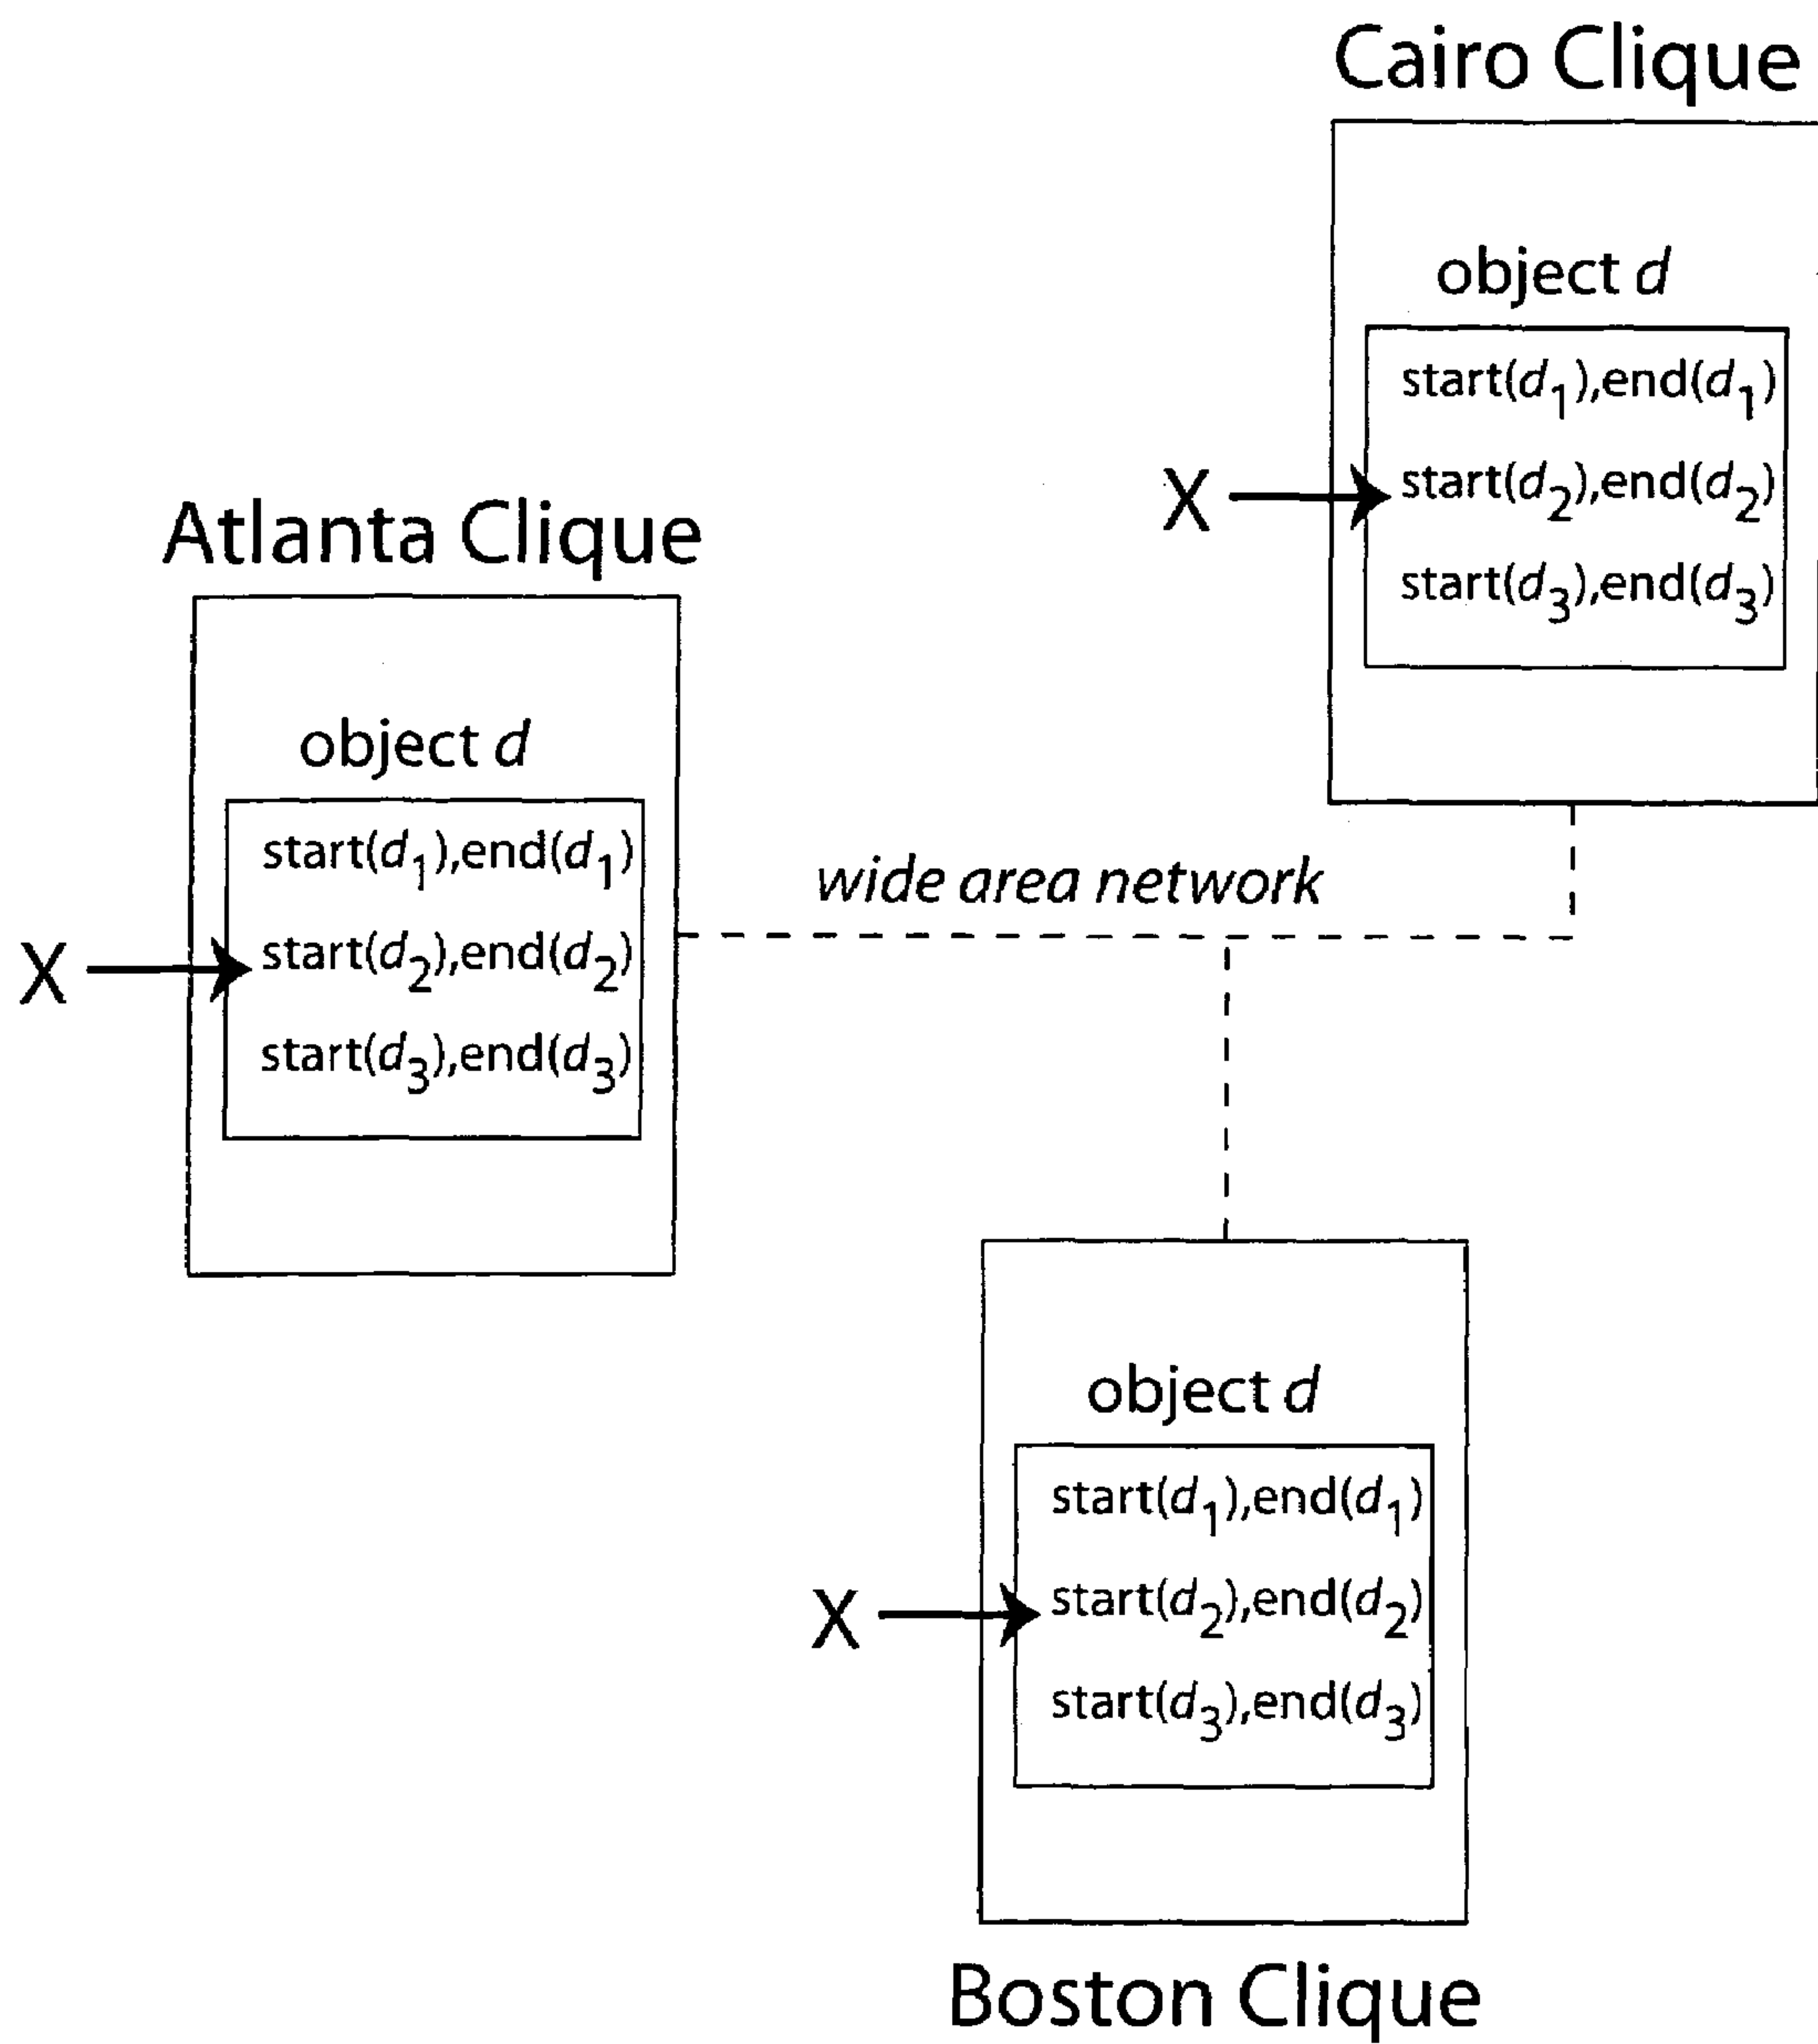 Cairo Clique
object d
start(d₁),end(d₁)
X
start(d₂),end(d₂)
start(d₃),end(d₃)
Atlanta Clique
object d
start(d₁),end(d₁)
X
start(d₂),end(d₂)
start(d₃),end(d₃)
wide area network
object d
start(d₁),end(d₁)
X
start(d₂),end(d₂)
start(d₃),end(d₃)
Boston Clique